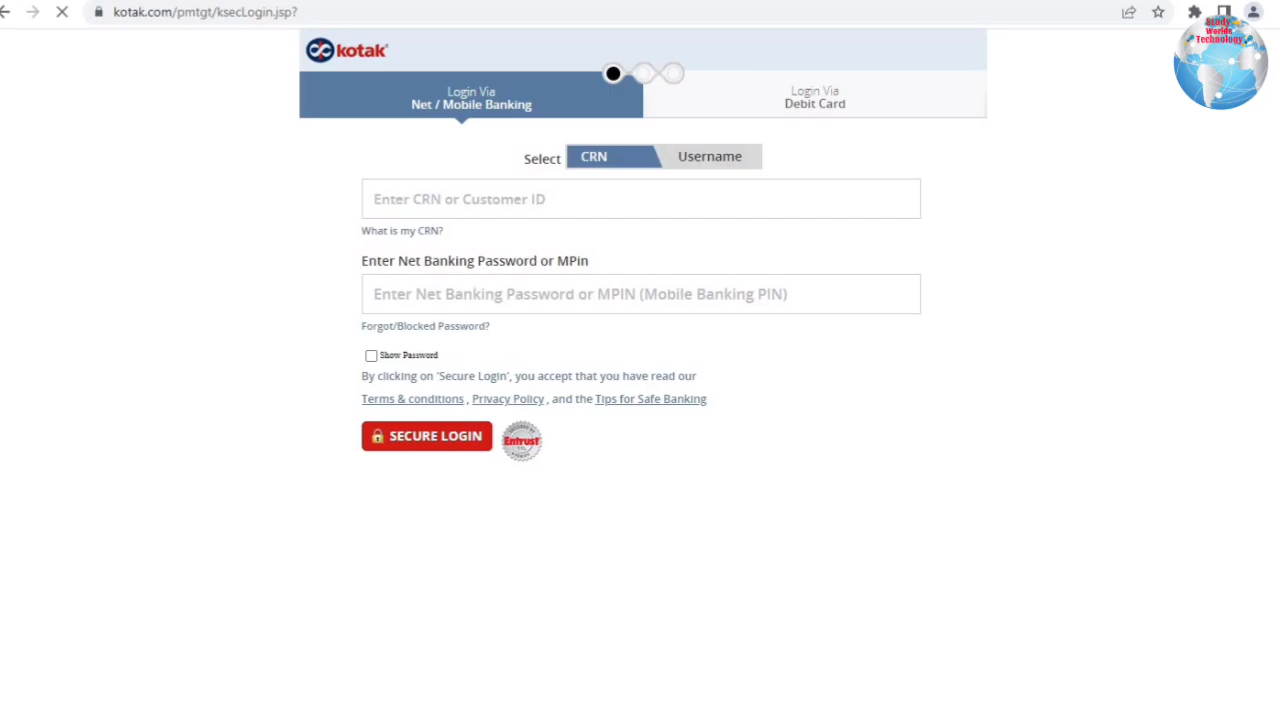 kotak.com/pmtgt/ksecLogin.jsp?
Study
Worlds
Technology
kotak
Login Via
Net / Mobile Banking
Login Via
Debit Card
Select
CRN
Username
Enter CRN or Customer ID
What is my CRN?
Enter Net Banking Password or MPin
Enter Net Banking Password or MPIN (Mobile Banking PIN)
Forgot/Blocked Password?
Show Password
By clicking on 'Secure Login', you accept that you have read our
Terms & conditions , Privacy Policy , and the Tips for Safe Banking
SECURE LOGIN
Entrust